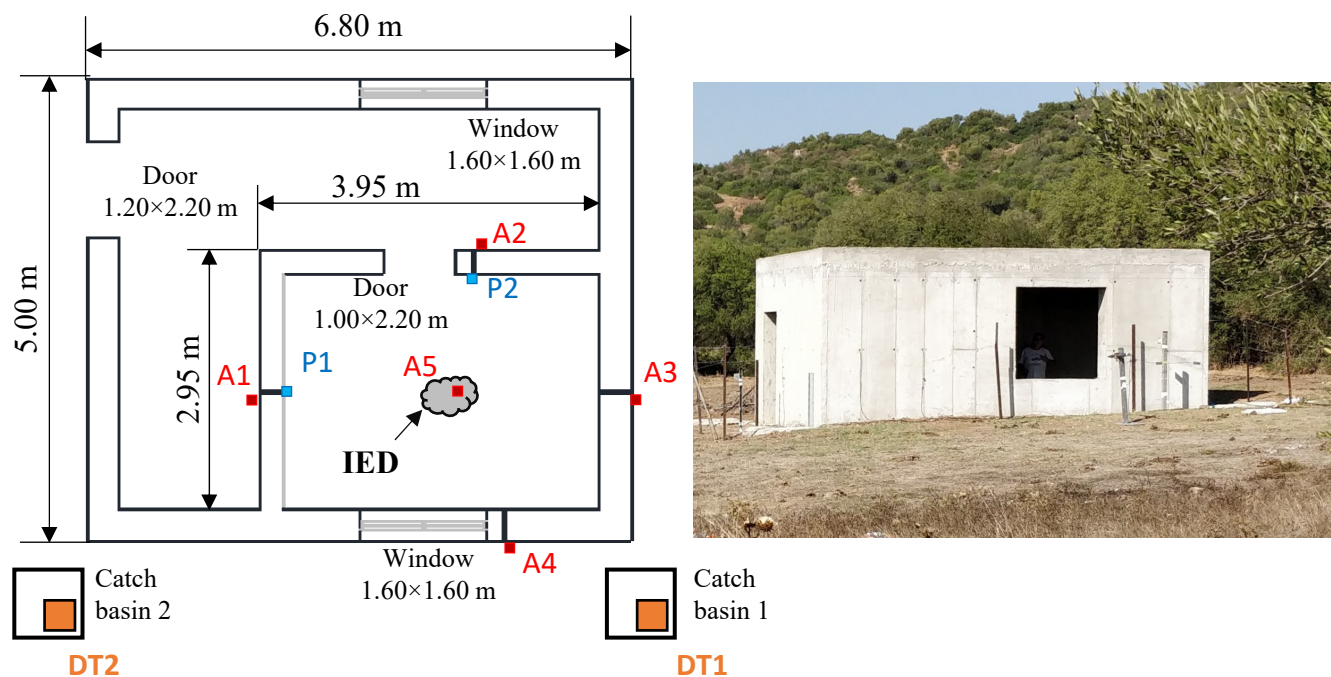 6.80 m
Window
1.60×1.60 m
Door
1.20×2.20 m
3.95 m
A2
P2
5.00 m
2.95 m
Door
1.00×2.20 m
A1
P1
A5
A3
IED
A4
Window
1.60×1.60 m
Catch
basin 2
DT2
Catch
basin 1
DT1